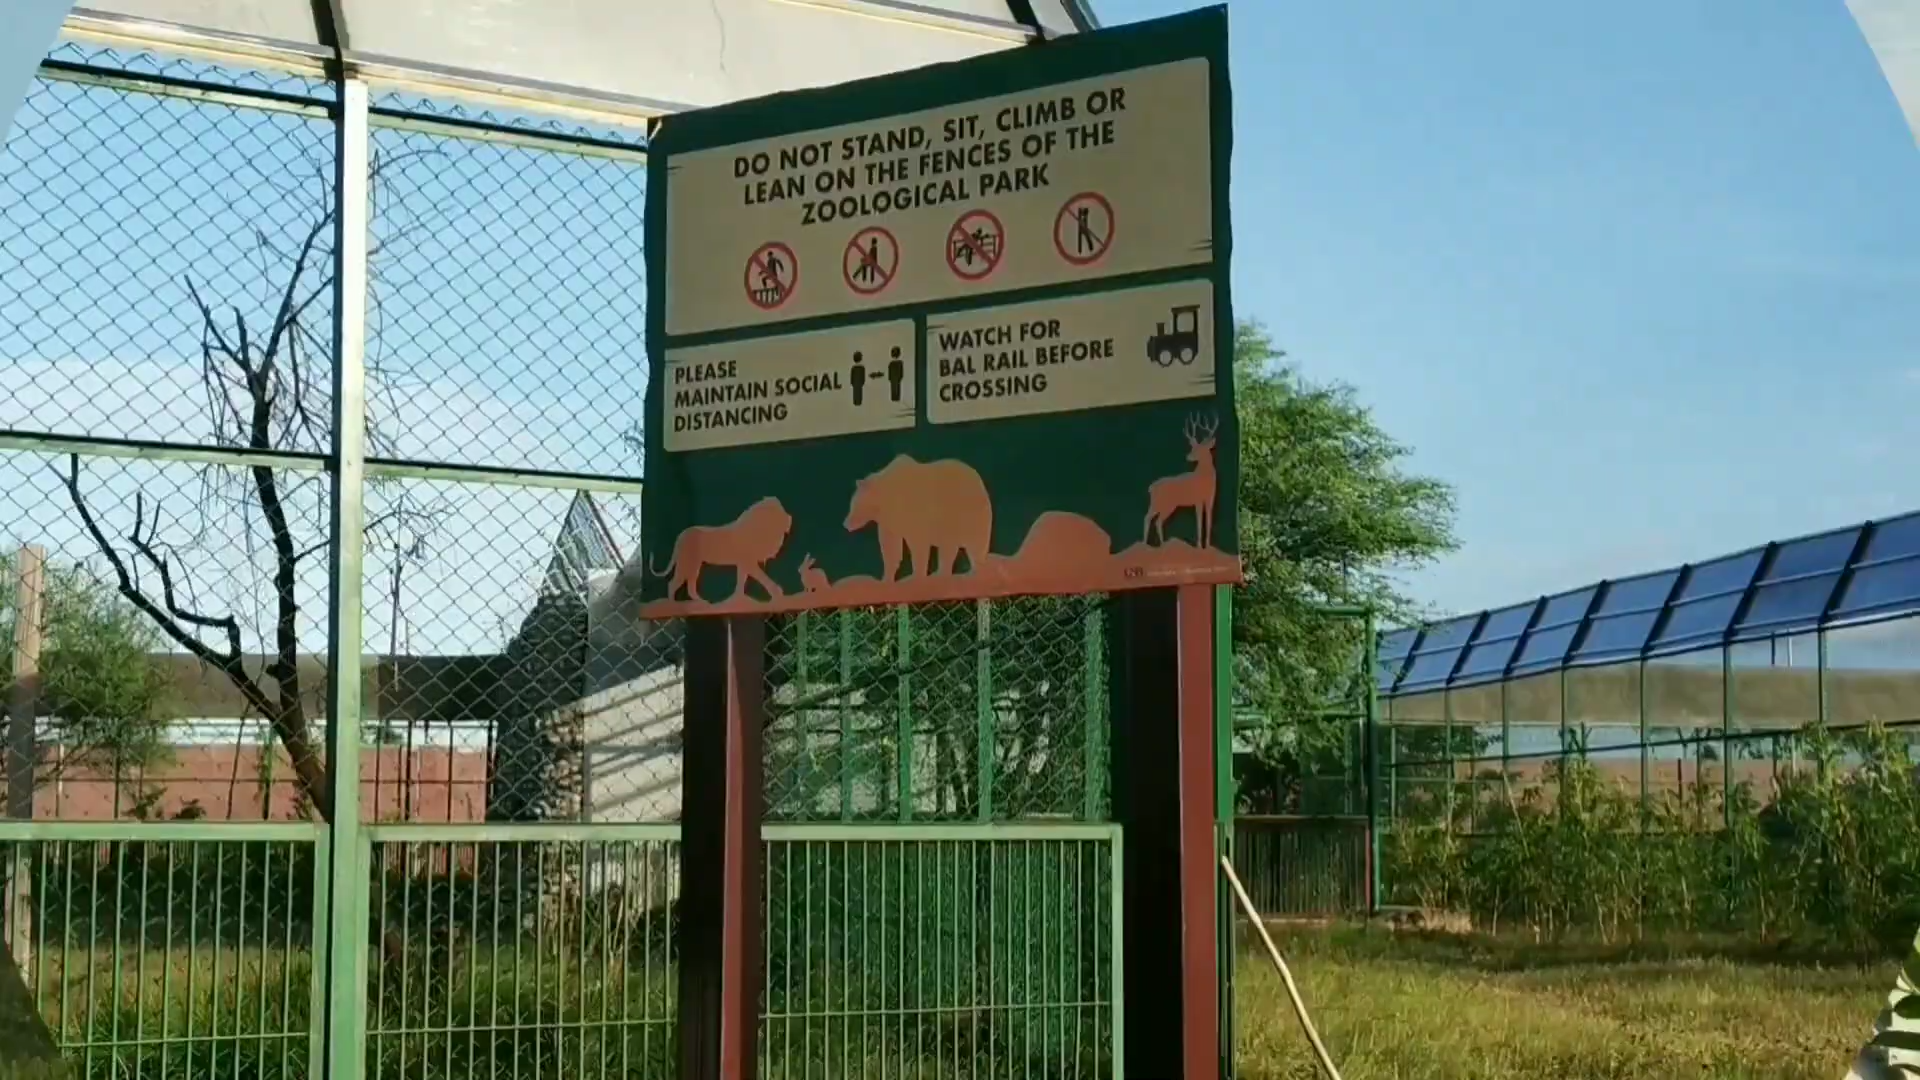 DO NOT STAND, SIT, CLIMB OR
LEAN ON THE FENCES OF THE
ZOOLOGICAL PARK
PLEASE
MAINTAIN SOCIAL
DISTANCING
WATCH FOR
BAL RAIL BEFORE
CROSSING